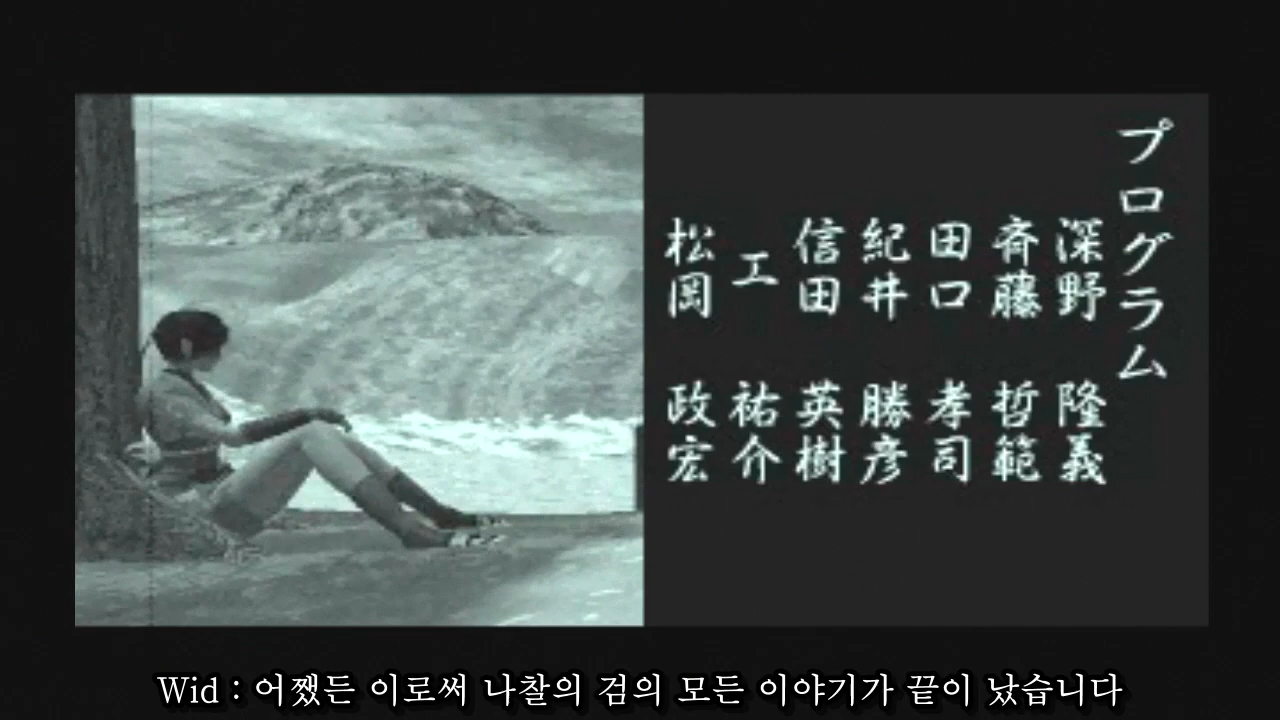 プログラム
深野 隆義
斉藤 哲範
田口 孝司
紀井 勝彦
信田 英樹
工 祐介
松岡 政宏
Wid : 어쨌든 이로써 나찰의 검의 모든 이야기가 끝이 났습니다